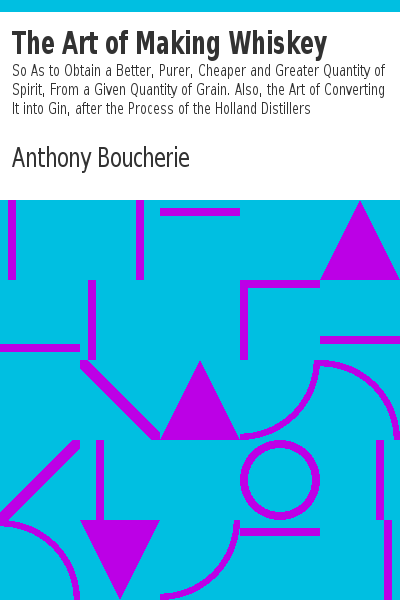 The Art of Making Whiskey
So As to Obtain a Better, Purer, Cheaper and Greater Quantity of
Spirit, From a Given Quantity of Grain. Also, the Art of Converting
It into Gin, after the Process of the Holland Distillers
Anthony Boucherie